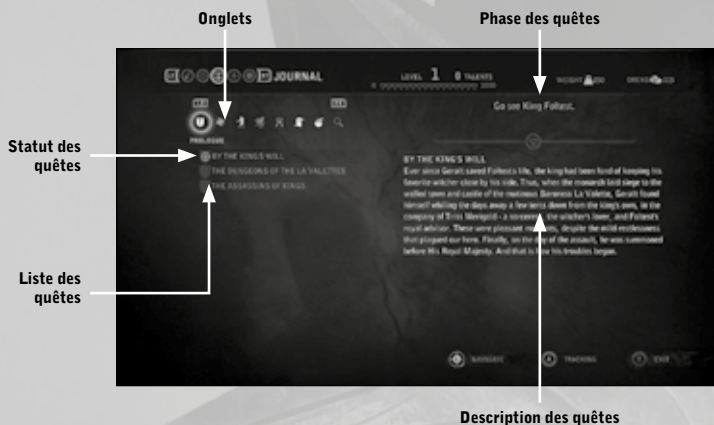 Onglets
Phase des quêtes
JOURNAL
LEVEL 1 0 TALENTS
WEIGHT
Go see King Foltest.
PROLOGUE
Statut des
quêtes
BY THE KING'S WILL
THE DUNGEONS OF THE LA VALETTES
THE ASSASSINS OF KINGS
BY THE KING'S WILL
Ever since Geralt saved Foltest's life, the king had been fond of keeping his
favorite witcher close by his side. Thus, when the monarch laid siege to the
walled town and castle of the mutinous Baroness La Valette, Geralt found
himself whiling the days away a few tents down from the king's own, in the
company of Triss Merigold - a sorceress, the witcher's lover, and Foltest's
royal advisor. These were pleasant moments, despite the mild restlessness
that plagued our hero. Finally, on the day of the assault, he was summoned
before His Royal Majesty. And that is how his troubles began.
Liste des
quêtes
NAVIGATE
TRACKING
EXIT
Description des quêtes